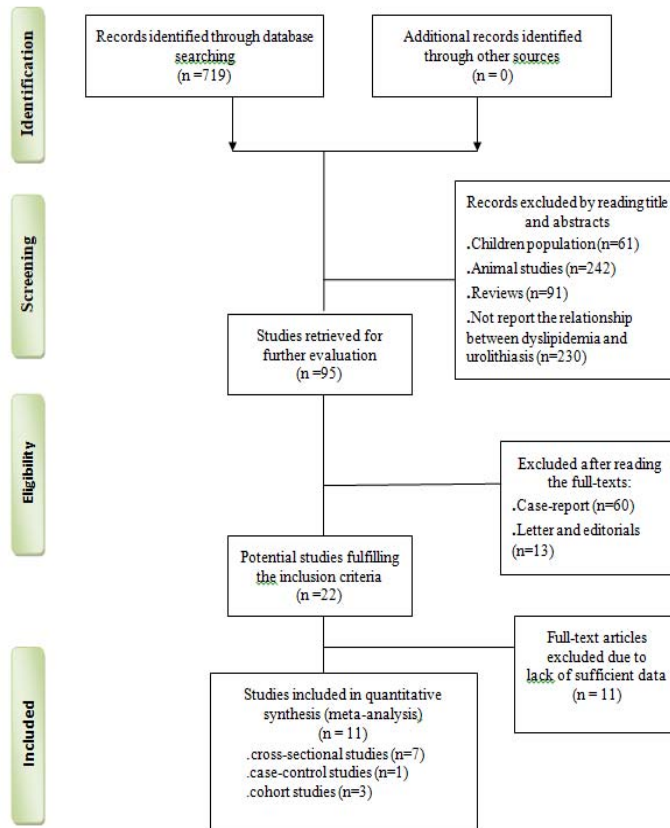 Identification
Records identified through database
searching
(n =719)
Additional records identified
through other sources
(n = 0)
Screening
Records excluded by reading title
and abstracts
.Children population(n=61)
.Animal studies (n=242)
.Reviews (n=91)
.Not report the relationship
between dyslipidemia and
urolithiasis (n=230)
Studies retrieved for
further evaluation
(n =95)
Eligibility
Excluded after reading
the full-texts:
.Case-report (n=60)
.Letter and editorials
(n=13)
Potential studies fulfilling
the inclusion criteria
(n =22)
Included
Full-text articles
excluded due to
lack of sufficient data
(n = 11)
Studies included in quantitative
synthesis (meta-analysis)
(n = 11)
.cross-sectional studies (n=7)
.case-control studies (n=1)
.cohort studies (n=3)